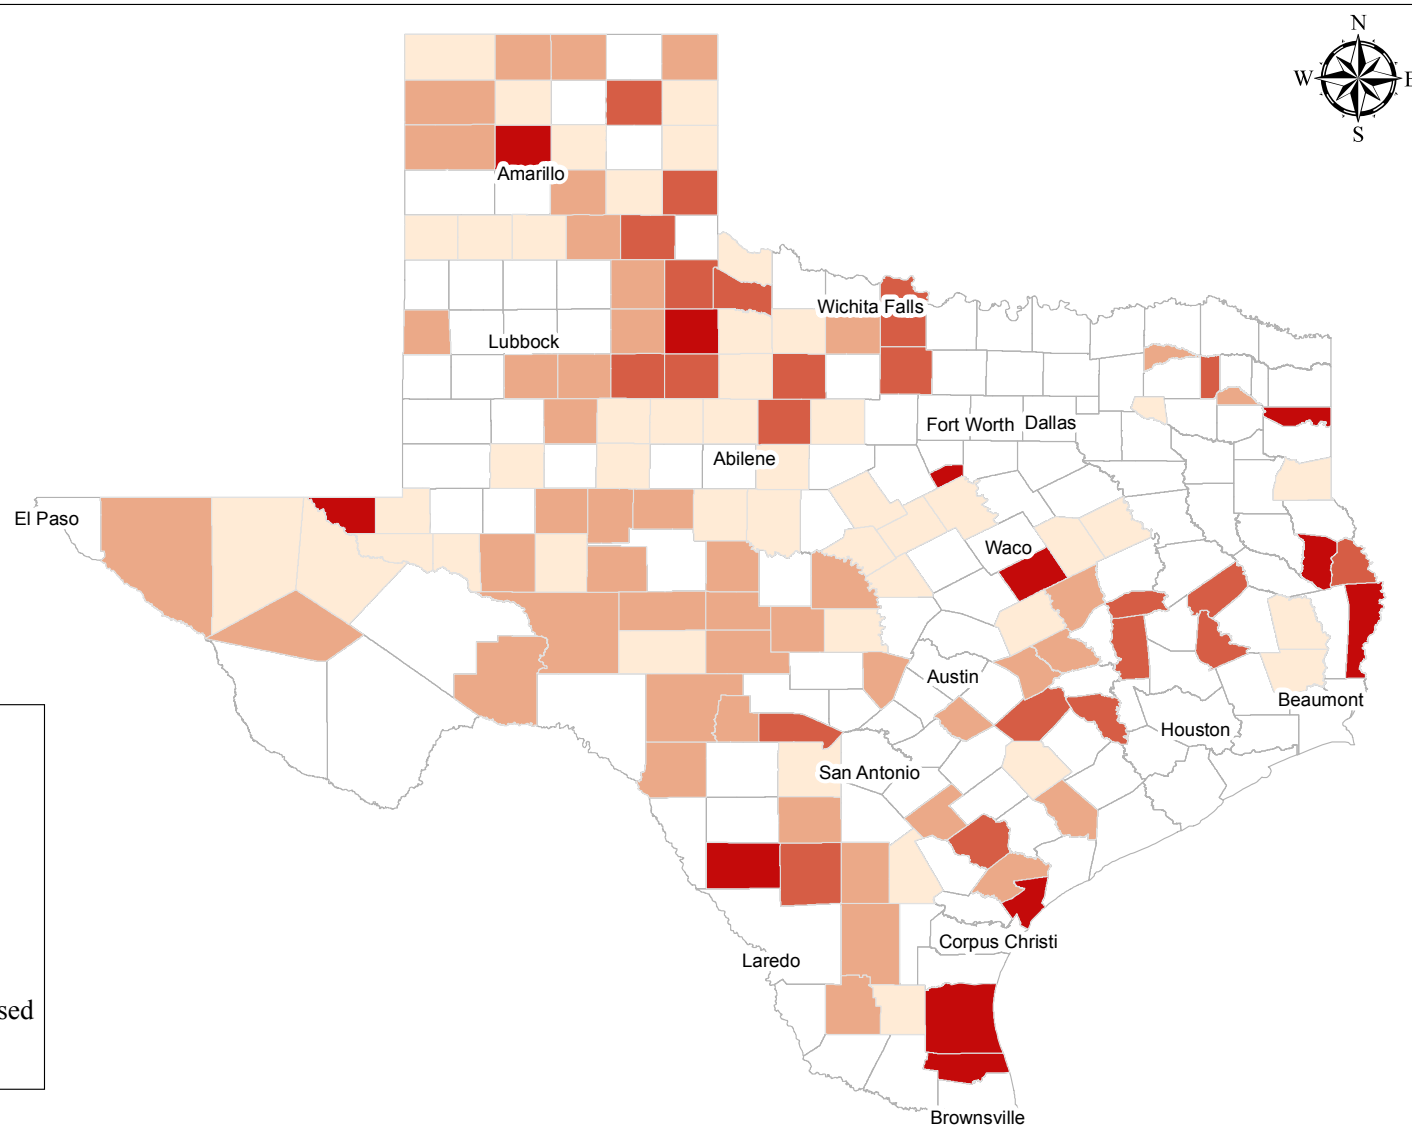 N
W
E
S
Amarillo
Wichita Falls
Lubbock
Fort Worth
Dallas
Abilene
El Paso
Waco
Austin
Beaumont
Houston
San Antonio
Corpus Christi
Laredo
sed
Brownsville